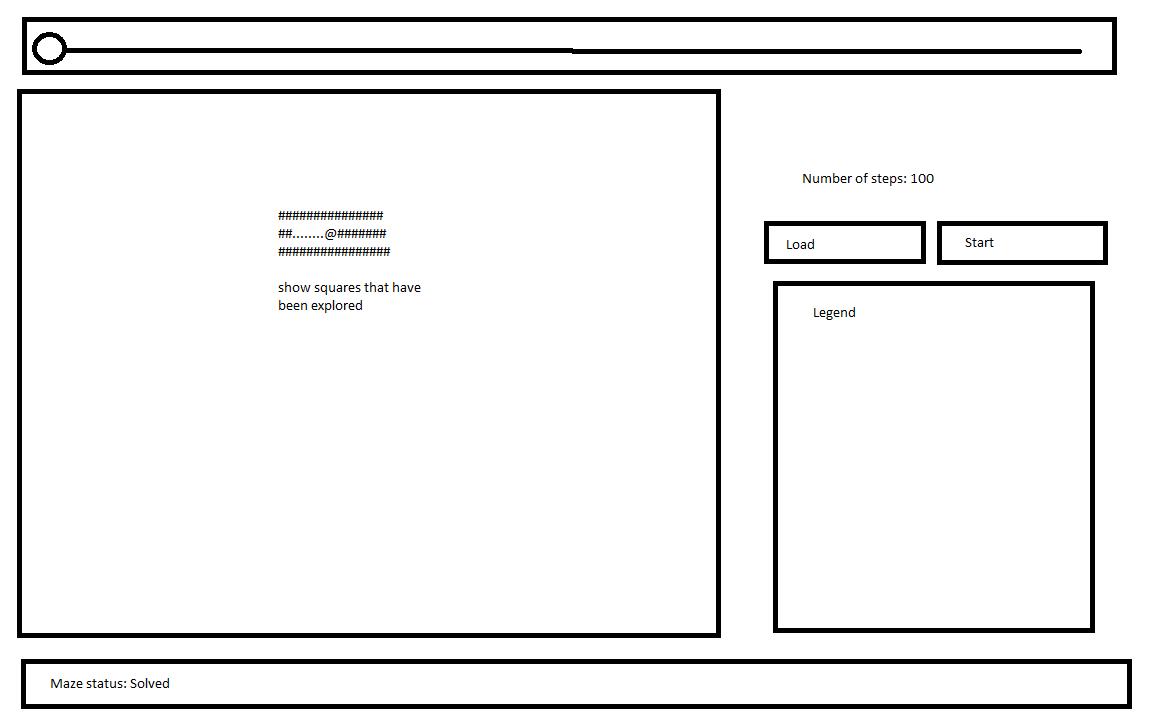 ###############
##........@#######
################
show squares that have
been explored
Number of steps: 100
Load
Start
Legend
Maze status: Solved